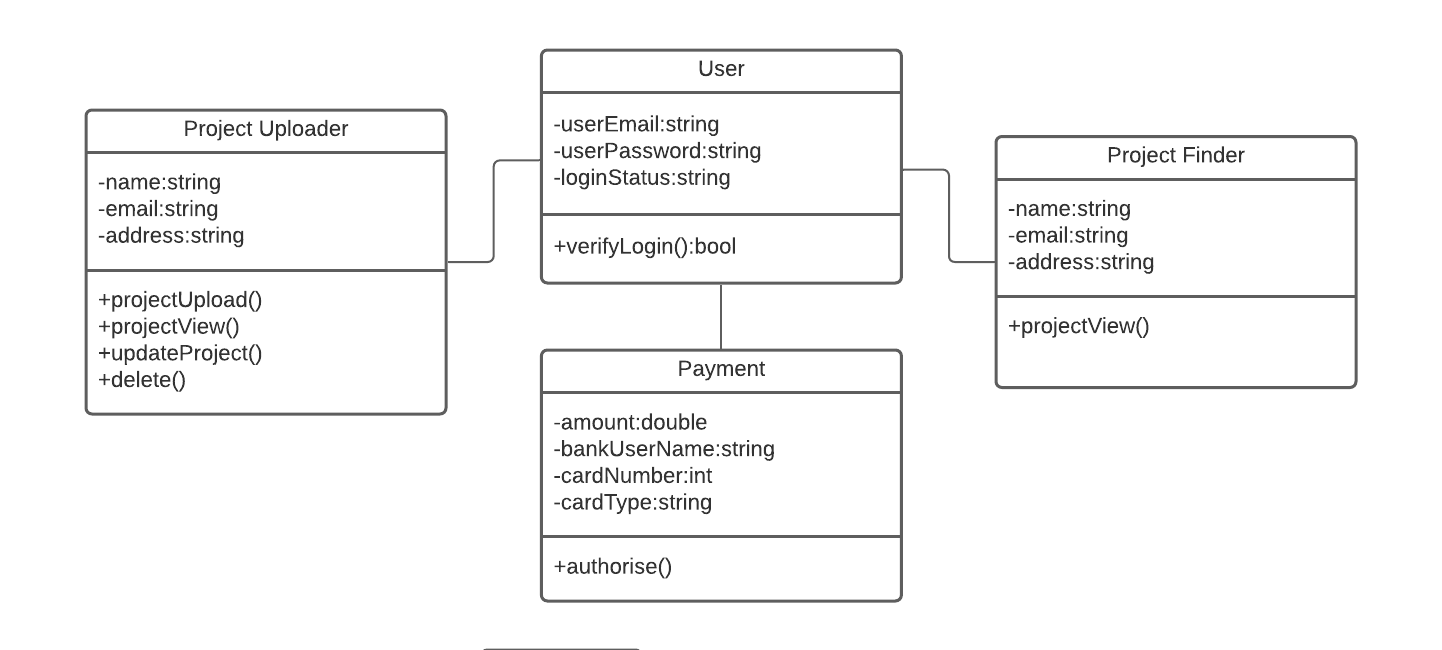 User
-userEmail:string
-userPassword:string
-loginStatus:string
+verifyLogin():bool
Project Uploader
-name:string
-email:string
-address:string
+projectUpload()
+projectView()
+updateProject()
+delete()
Project Finder
-name:string
-email:string
-address:string
+projectView()
Payment
-amount:double
-bankUserName:string
-cardNumber:int
-cardType:string
+authorise()